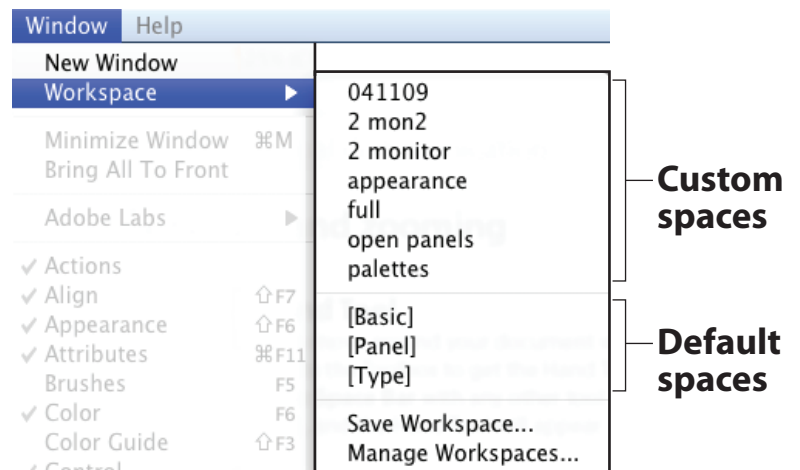 Window Help
New Window
Workspace
Minimize Window ⌘M
Bring All To Front
Adobe Labs
✓ Actions
✓ Align ⇧F7
✓ Appearance ⇧F6
✓ Attributes ⌘F11
Brushes F5
✓ Color F6
Color Guide ⇧F3
✓ Control
041109
2 mon2
2 monitor
appearance
full
open panels
palettes
[Basic]
[Panel]
[Type]
Save Workspace...
Manage Workspaces...
Custom
spaces
Default
spaces